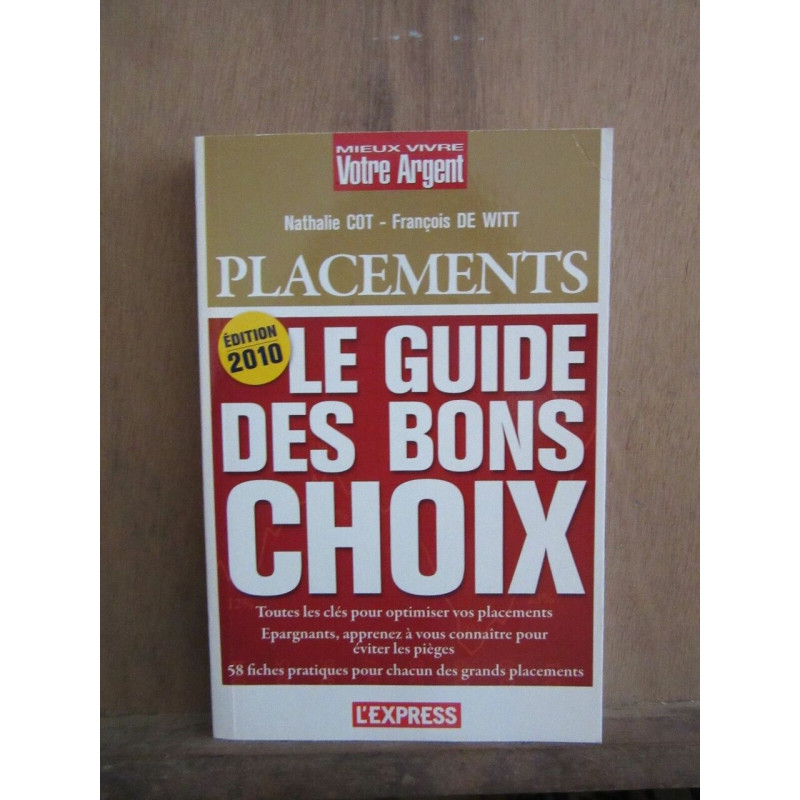 MIEUX VIVRE
Votre Argent
Nathalie COT - François DE WITT
PLACEMENTS
ÉDITION
2010
LE GUIDE
DES BONS
CHOIX
Toutes les clés pour optimiser vos placements
Epargnants, apprenez à vous connaitre pour
éviter les pièges
58 fiches pratiques pour chacun des grands placements
L'EXPRESS